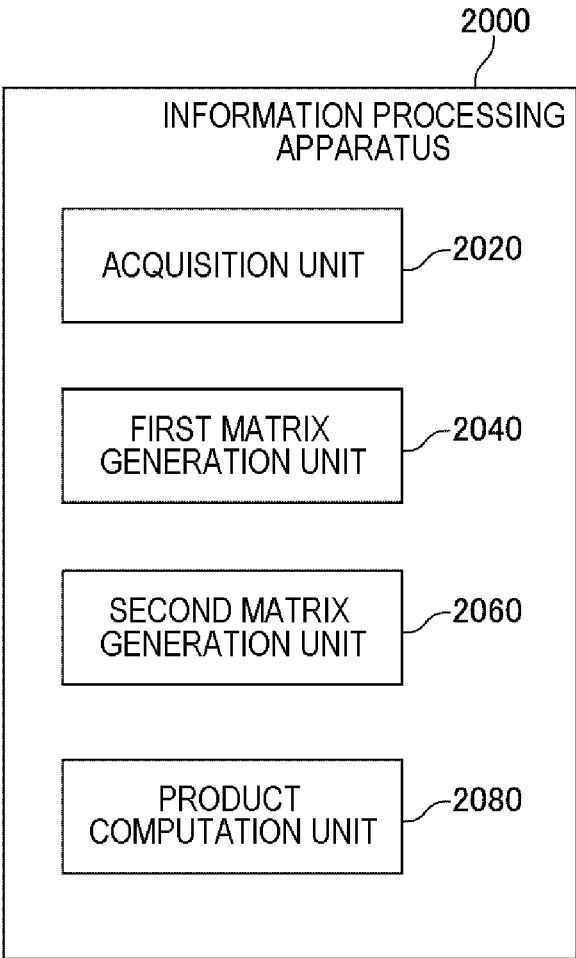 2000
INFORMATION PROCESSING
APPARATUS
ACQUISITION UNIT
2020
FIRST MATRIX
GENERATION UNIT
2040
SECOND MATRIX
GENERATION UNIT
2060
PRODUCT
COMPUTATION UNIT
2080